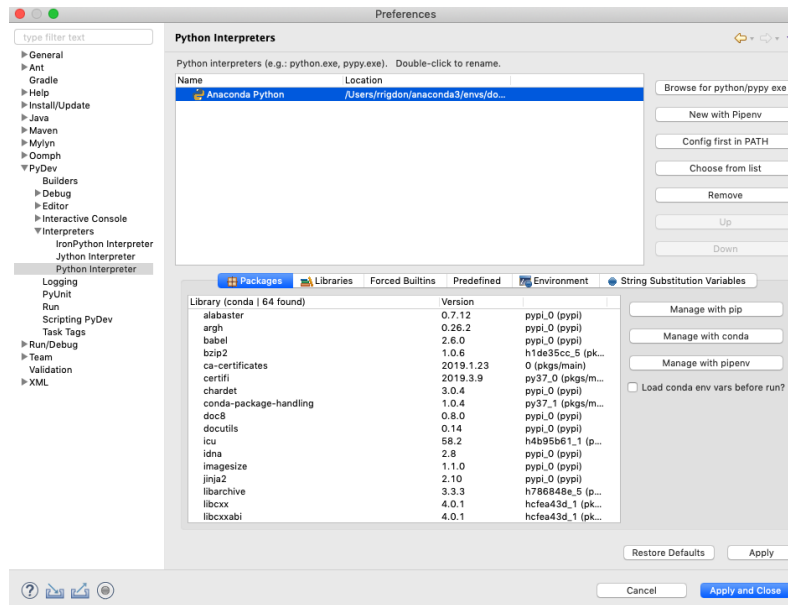 Preferences
type filter text
General
Ant
Gradle
Help
Install/Update
Java
Maven
Mylyn
Oomph
PyDev
Builders
Debug
Editor
Interactive Console
Interpreters
IronPython Interpreter
Jython Interpreter
Python Interpreter
Logging
PyUnit
Run
Scripting PyDev
Task Tags
Run/Debug
Team
Validation
XML
Python Interpreters
Python interpreters (e.g.: python.exe, pypy.exe). Double-click to rename.
Name Location
Anaconda Python /Users/rrigdon/anaconda3/envs/do...
Browse for python/pypy exe
New with Pipenv
Config first in PATH
Choose from list
Remove
Up
Down
Packages Libraries Forced Builtins Predefined Environment String Substitution Variables
Library (conda | 64 found) Version
alabaster 0.7.12 pypi_0 (pypi)
argh 0.26.2 pypi_0 (pypi)
babel 2.6.0 pypi_0 (pypi)
bzip2 1.0.6 h1de35cc_5 (pk...
ca-certificates 2019.1.23 0 (pkgs/main)
certifi 2019.3.9 py37_0 (pkgs/m...
chardet 3.0.4 pypi_0 (pypi)
conda-package-handling 1.0.4 py37_1 (pkgs/m...
doc8 0.8.0 pypi_0 (pypi)
docutils 0.14 pypi_0 (pypi)
icu 58.2 h4b95b61_1 (p...
idna 2.8 pypi_0 (pypi)
imagesize 1.1.0 pypi_0 (pypi)
jinja2 2.10 pypi_0 (pypi)
libarchive 3.3.3 h786848e_5 (p...
libcxx 4.0.1 hcfea43d_1 (pk...
libcxxabi 4.0.1 hcfea43d_1 (pk...
Manage with pip
Manage with conda
Manage with pipenv
Load conda env vars before run?
Restore Defaults Apply
Cancel Apply and Close